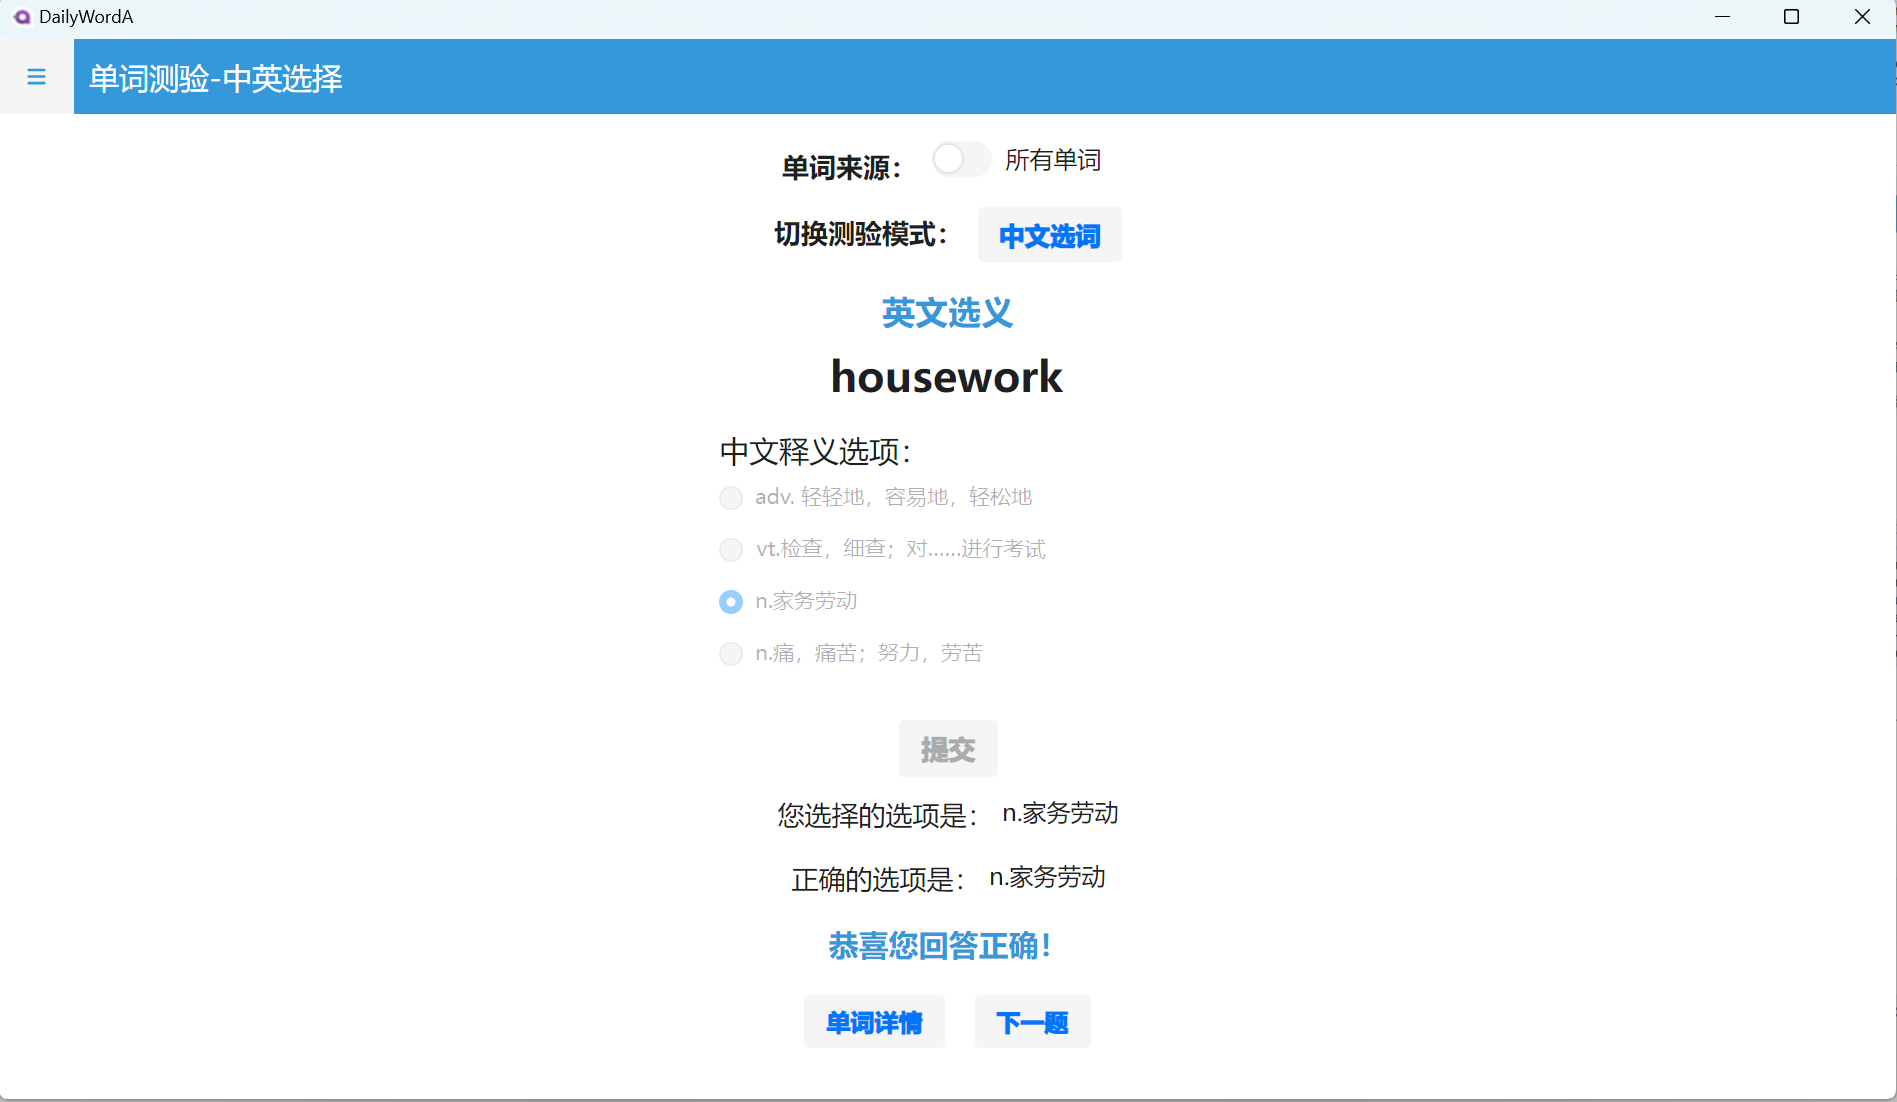 DailyWordA
单词测验-中英选择
单词来源： 所有单词
切换测验模式： 中文选词
英文选义
housework
中文释义选项：
adv. 轻轻地，容易地，轻松地
vt.检查，细查；对……进行考试
n.家务劳动
n.痛，痛苦；努力，劳苦
提交
您选择的选项是： n.家务劳动
正确的选项是： n.家务劳动
恭喜您回答正确！
单词详情 下一题